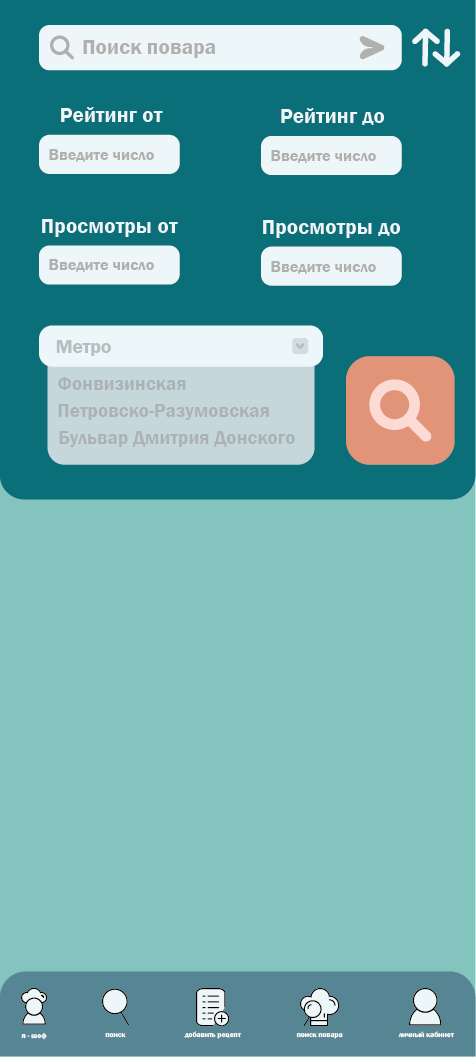 Поиск повара
Рейтинг от
Рейтинг до
Введите число
Введите число
Просмотры от
Просмотры до
Введите число
Введите число
Метро
Фонвизинская
Петровско-Разумовская
Бульвар Дмитрия Донского
я - шеф
поиск
добавить рецепт
поиск повара
личный кабинет